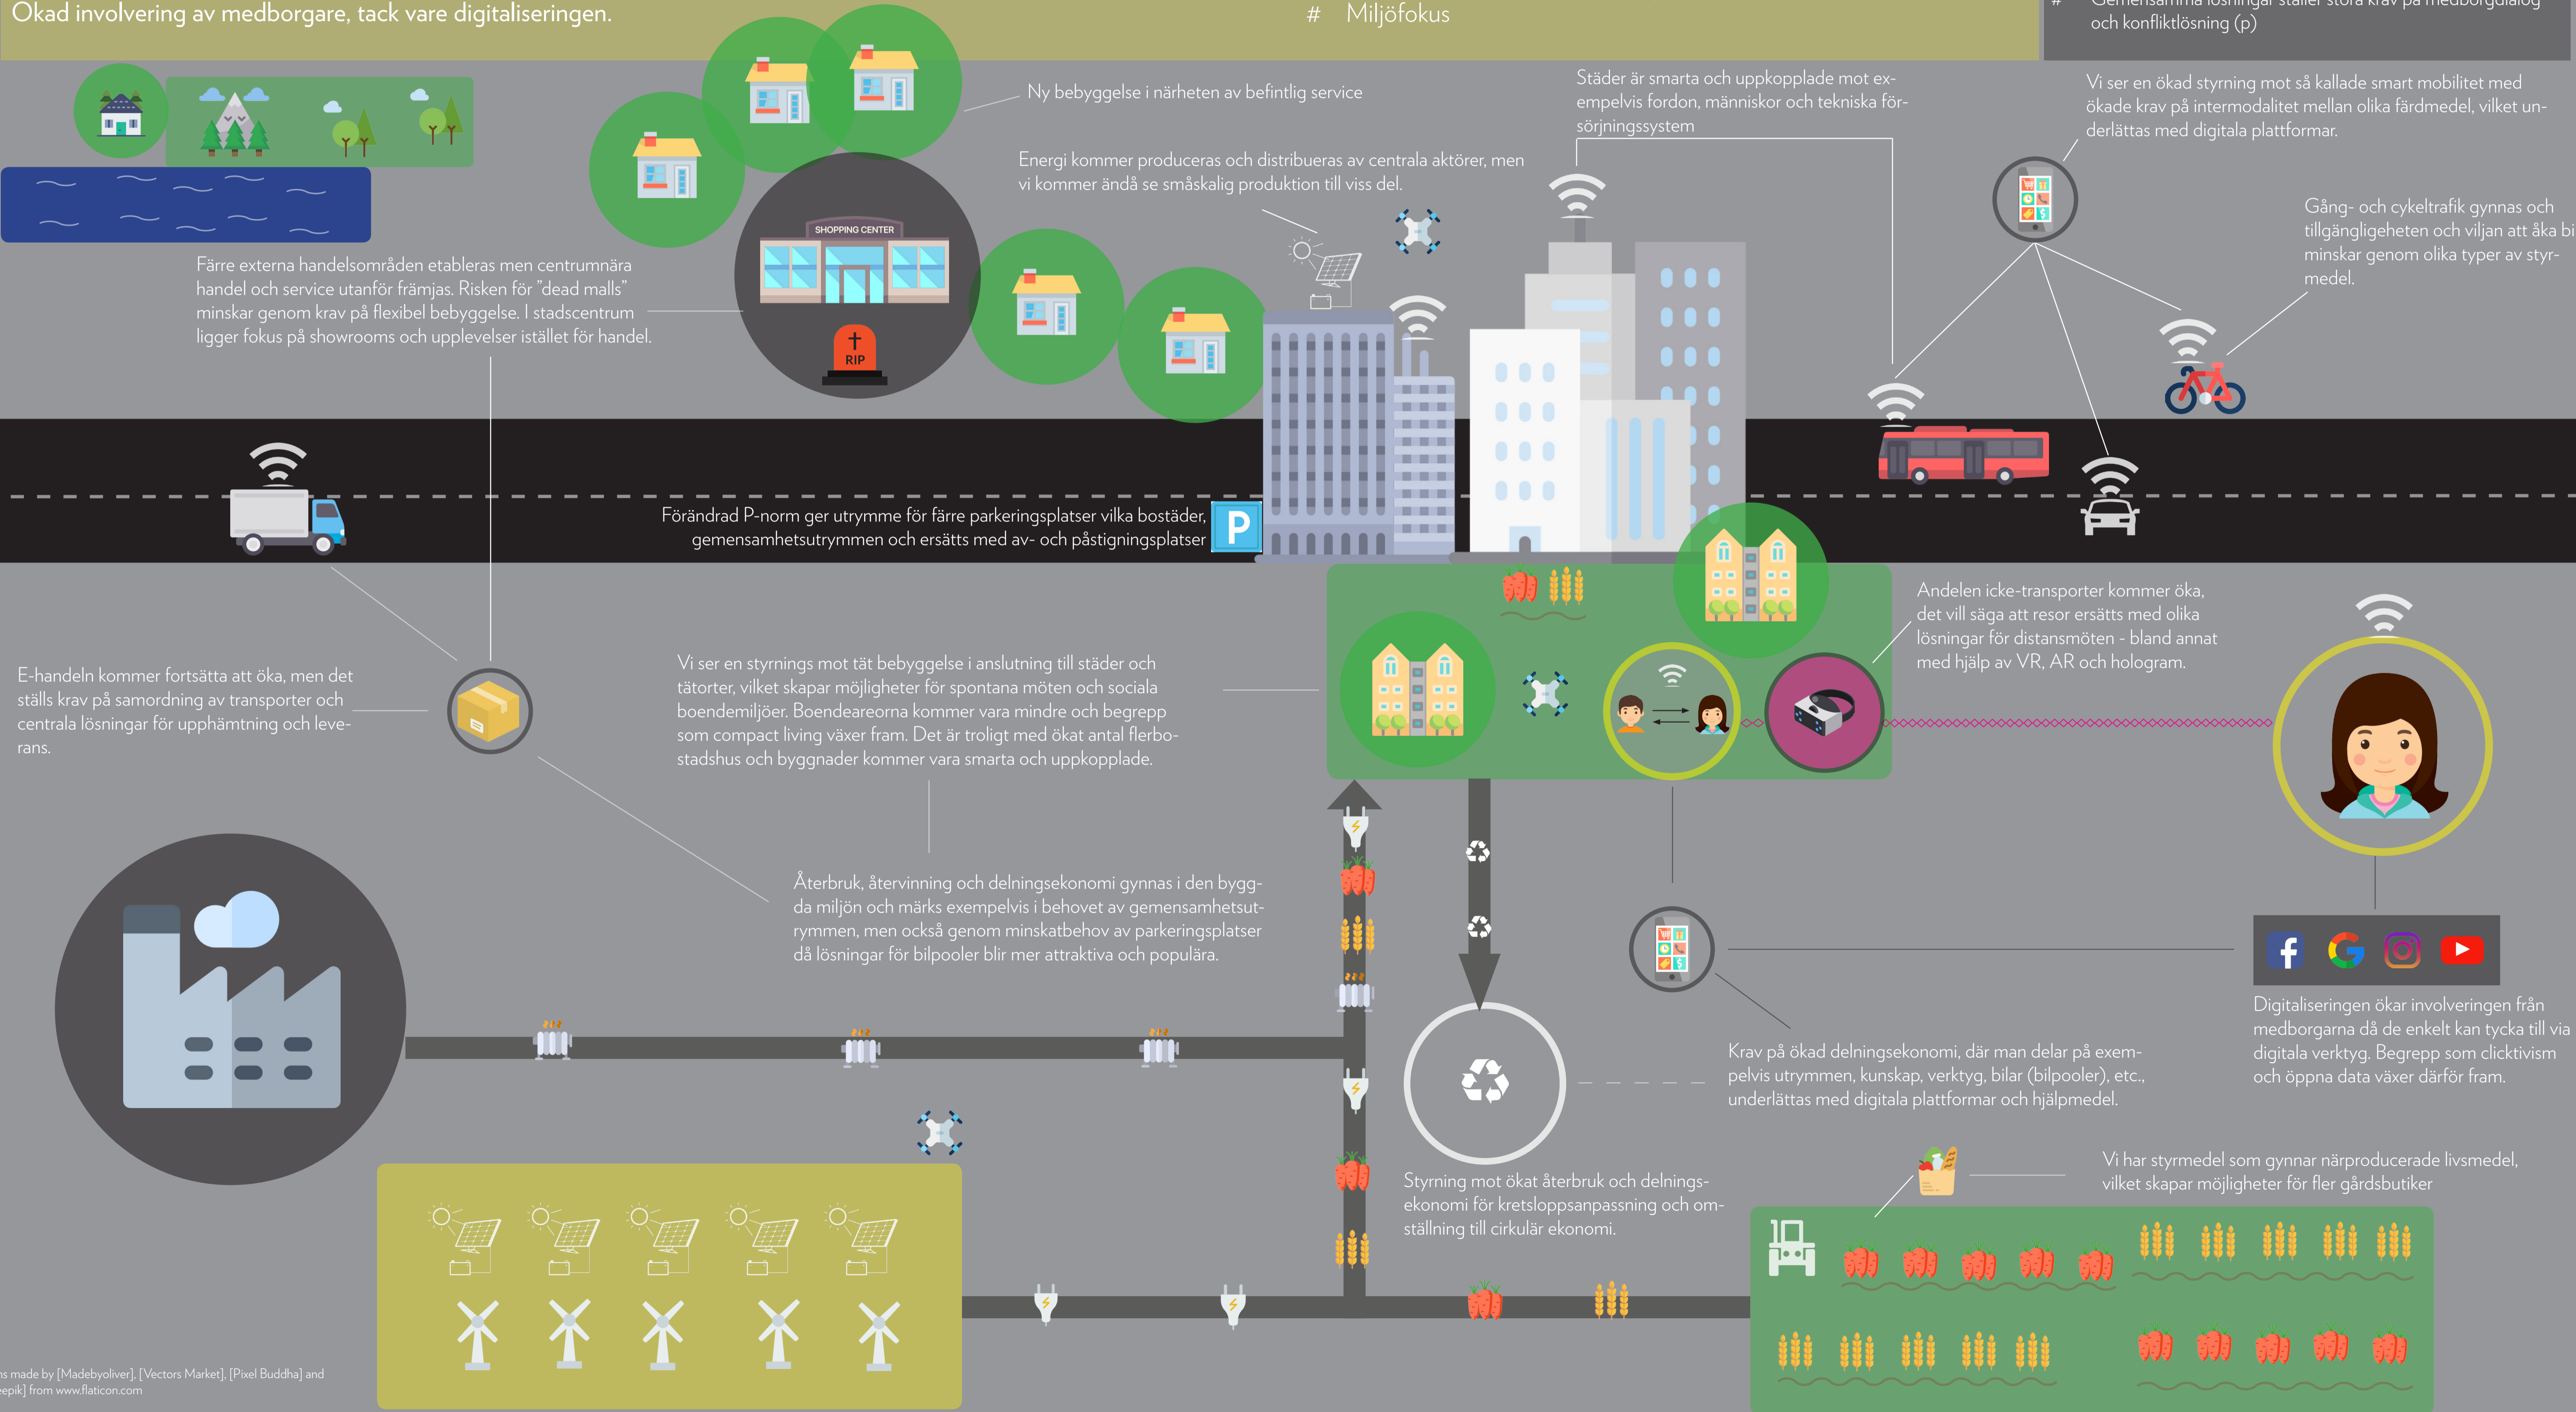 Ökad involvering av medborgare, tack vare digitaliseringen.
# Miljöfokus
# Gemensamma lösningar ställer stora krav på medborgdialog
och konfliktlösning (p)
Ny bebyggelse i närheten av befintlig service
Städer är smarta och uppkopplade mot ex-
empelvis fordon, människor och tekniska för-
sörjningssystem
Vi ser en ökad styrning mot så kallade smart mobilitet med
ökade krav på intermodalitet mellan olika färdmedel, vilket un-
derlättas med digitala plattformar.
Energi kommer produceras och distribueras av centrala aktörer, men
vi kommer ändå se småskalig produktion till viss del.
Gång- och cykeltrafik gynnas och
tillgängligeheten och viljan att åka bi
minskar genom olika typer av styr-
medel.
SHOPPING CENTER
RIP
Färre externa handelsområden etableras men centrumnära
handel och service utanför främjas. Risken för ”dead malls”
minskar genom krav på flexibel bebyggelse. I stadscentrum
ligger fokus på showrooms och upplevelser istället för handel.
Förändrad P-norm ger utrymme för färre parkeringsplatser vilka bostäder,
gemensamhetsutrymmen och ersätts med av- och påstigningsplatser
P
Andelen icke-transporter kommer öka,
det vill säga att resor ersätts med olika
lösningar för distansmöten - bland annat
med hjälp av VR, AR och hologram.
E-handeln kommer fortsätta att öka, men det
ställs krav på samordning av transporter och
centrala lösningar för upphämtning och leve-
rans.
Vi ser en styrnings mot tät bebyggelse i anslutning till städer och
tätorter, vilket skapar möjligheter för spontana möten och sociala
boendemiljöer. Boendeareorna kommer vara mindre och begrepp
som compact living växer fram. Det är troligt med ökat antal flerbo-
stadshus och byggnader kommer vara smarta och uppkopplade.
Återbruk, återvinning och delningsekonomi gynnas i den bygg-
da miljön och märks exempelvis i behovet av gemensamhetsut-
rymmen, men också genom minskatbehov av parkeringsplatser
då lösningar för bilpooler blir mer attraktiva och populära.
Digitaliseringen ökar involveringen från
medborgarna då de enkelt kan tycka till via
digitala verktyg. Begrepp som clicktivism
och öppna data växer därför fram.
Krav på ökad delningsekonomi, där man delar på exem-
pelvis utrymmen, kunskap, verktyg, bilar (bilpooler), etc.,
underlättas med digitala plattformar och hjälpmedel.
Styrning mot ökat återbruk och delnings-
ekonomi för kretsloppsanpassning och om-
ställning till cirkulär ekonomi.
Vi har styrmedel som gynnar närproducerade livsmedel,
vilket skapar möjligheter för fler gårdsbutiker
ns made by [Madebyoliver], [Vectors Market], [Pixel Buddha] and
eepik] from www.flaticon.com